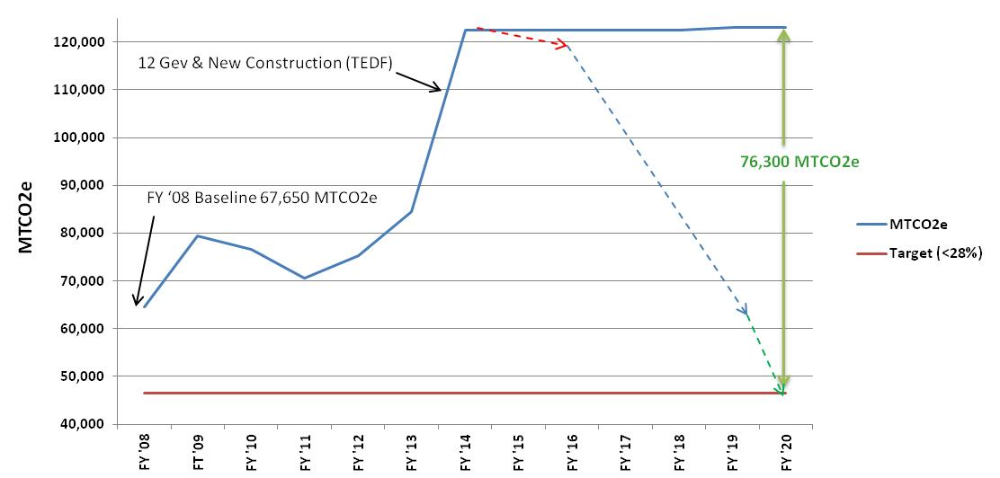 120,000
110,000
100,000
90,000
80,000
70,000
60,000
50,000
40,000
MTCO2e
12 Gev & New Construction (TEDF)
FY ‘08 Baseline 67,650 MTCO2e
76,300 MTCO2e
MTCO2e
Target (<28%)
FY '08
FT '09
FY '10
FY '11
FY '12
FY '13
FY '14
FY '15
FY '16
FY '17
FY '18
FY '19
FY '20